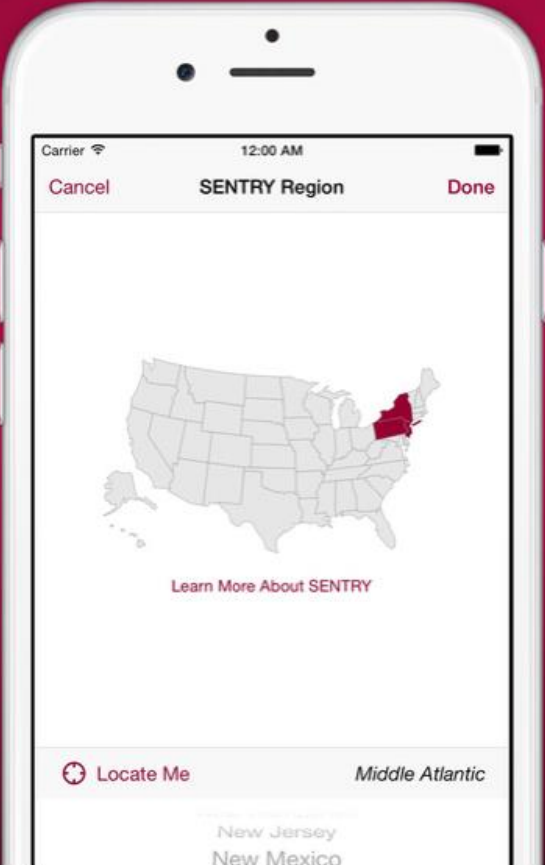 Carrier 12:00 AM
Cancel SENTRY Region Done
Learn More About SENTRY
Locate Me Middle Atlantic
New Jersey
New Mexico